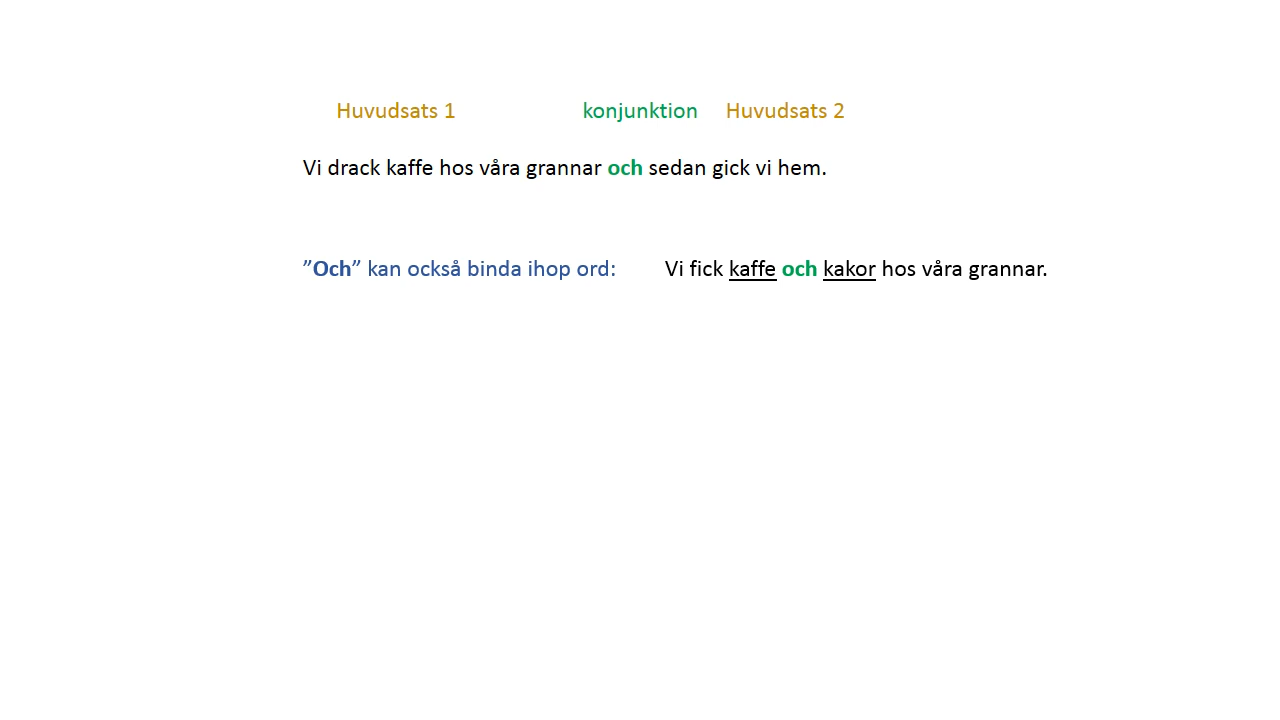 Huvudsats 1 konjunktion Huvudsats 2
Vi drack kaffe hos våra grannar och sedan gick vi hem.
”Och” kan också binda ihop ord: Vi fick kaffe och kakor hos våra grannar.